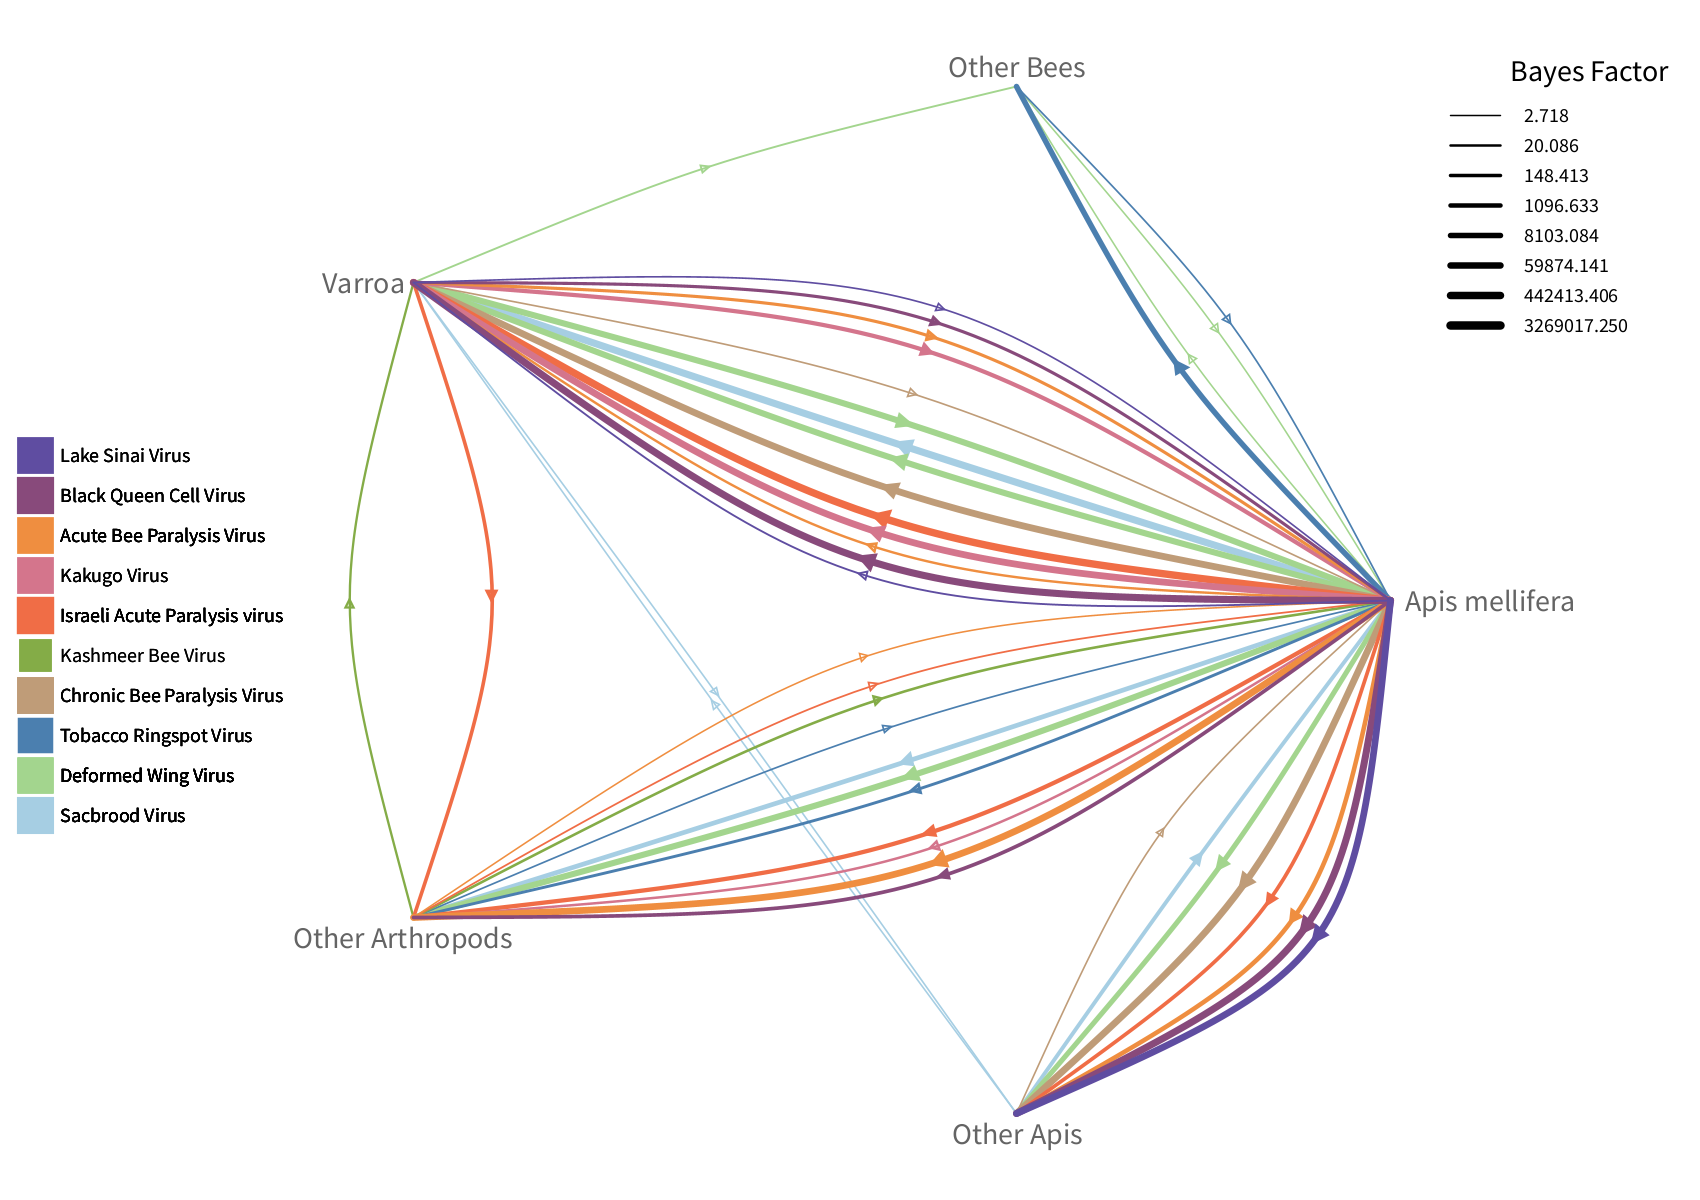 Other Bees
Bayes Factor
2.718
20.086
148.413
1096.633
8103.084
59874.141
442413.406
3269017.250
Varroa
Lake Sinai Virus
Black Queen Cell Virus
Acute Bee Paralysis Virus
Kakugo Virus
Israeli Acute Paralysis virus
Kashmeer Bee Virus
Chronic Bee Paralysis Virus
Tobacco Ringspot Virus
Deformed Wing Virus
Sacbrood Virus
Apis mellifera
Other Arthropods
Other Apis